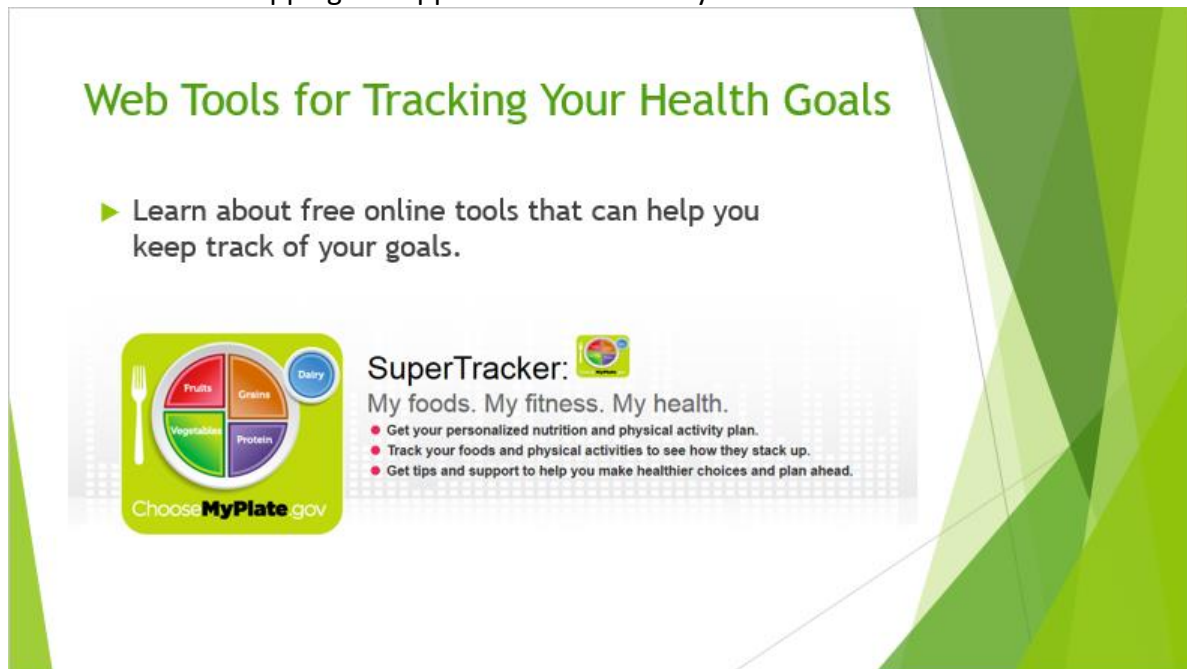 Web Tools for Tracking Your Health Goals
Learn about free online tools that can help you
keep track of your goals.
Fruits
Grains
Dairy
Vegetables
Protein
ChooseMyPlate.gov
SuperTracker:
My foods. My fitness. My health.
Get your personalized nutrition and physical activity plan.
Track your foods and physical activities to see how they stack up.
Get tips and support to help you make healthier choices and plan ahead.